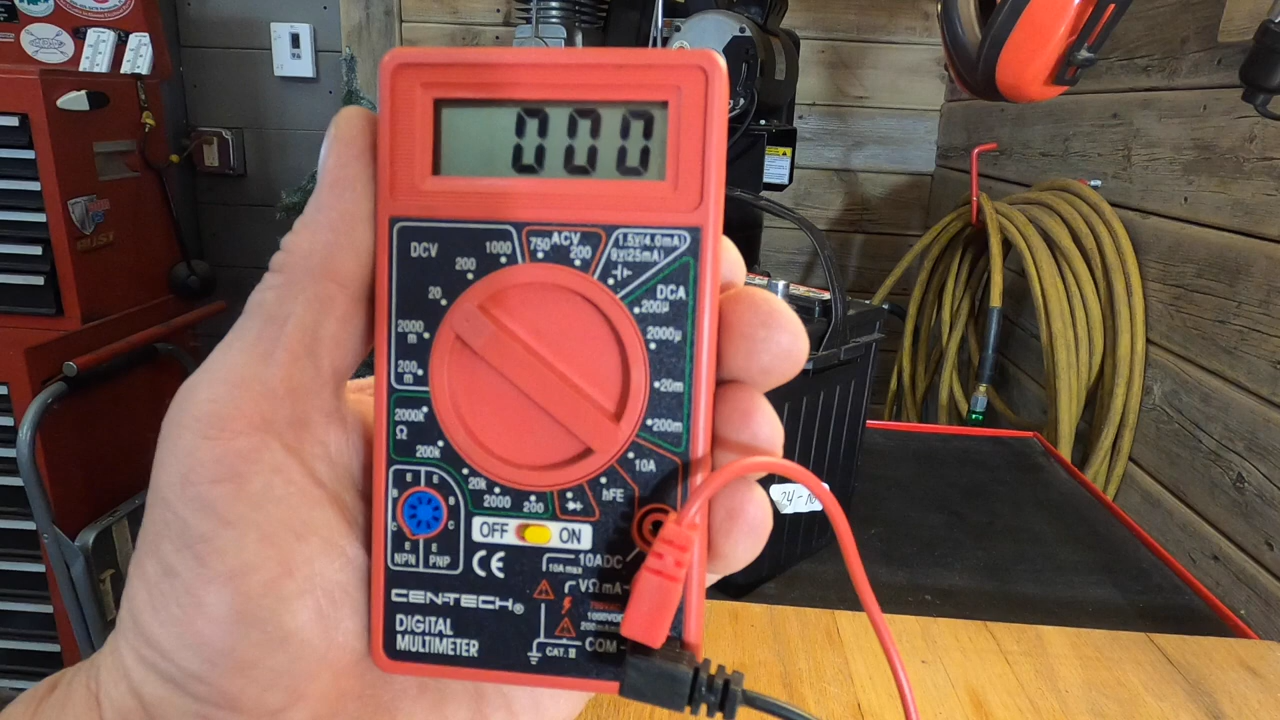 000
DCV
1000
200
20
2000
m
200
m
750 ACV 200
1.5V(4.0mA)
9V(25mA)
DCA
200µ
2000µ
20m
200m
10A
hFE
2000k
Ω
200k
20k
2000
200
OFF ON
E
E
B
B
C
C
E
E
NPN PNP
CE
10ADC
10A max
VΩmA
1000VDC
COM
CAT. II
CEN-TECH®
DIGITAL
MULTIMETER
24-